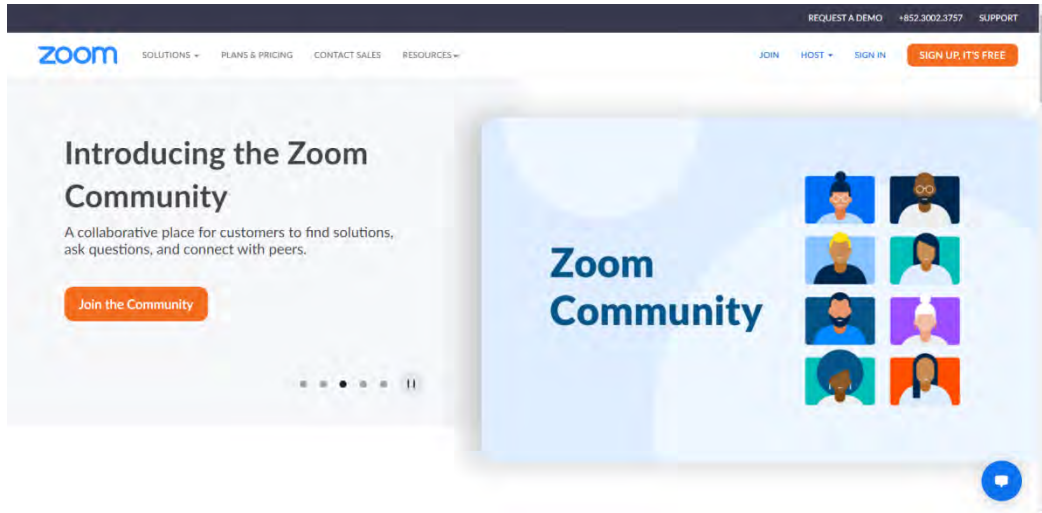 REQUEST A DEMO +852.3002.3757 SUPPORT
zoom SOLUTIONS PLANS & PRICING CONTACT SALES RESOURCES JOIN HOST SIGN IN SIGN UP, IT'S FREE
Introducing the Zoom
Community
A collaborative place for customers to find solutions,
ask questions, and connect with peers.
Join the Community
Zoom
Community